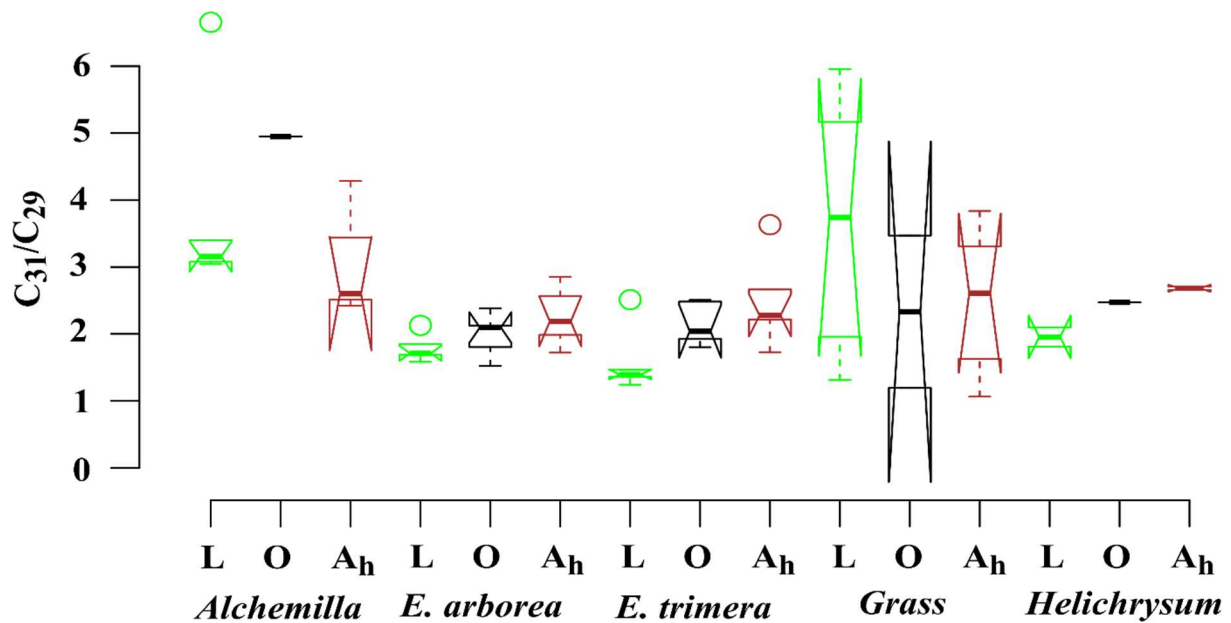 C31/C29
6
5
4
3
2
1
0
L O Ah L O Ah L O Ah L O Ah L O Ah
Alchemilla E. arborea E. trimera Grass Helichrysum